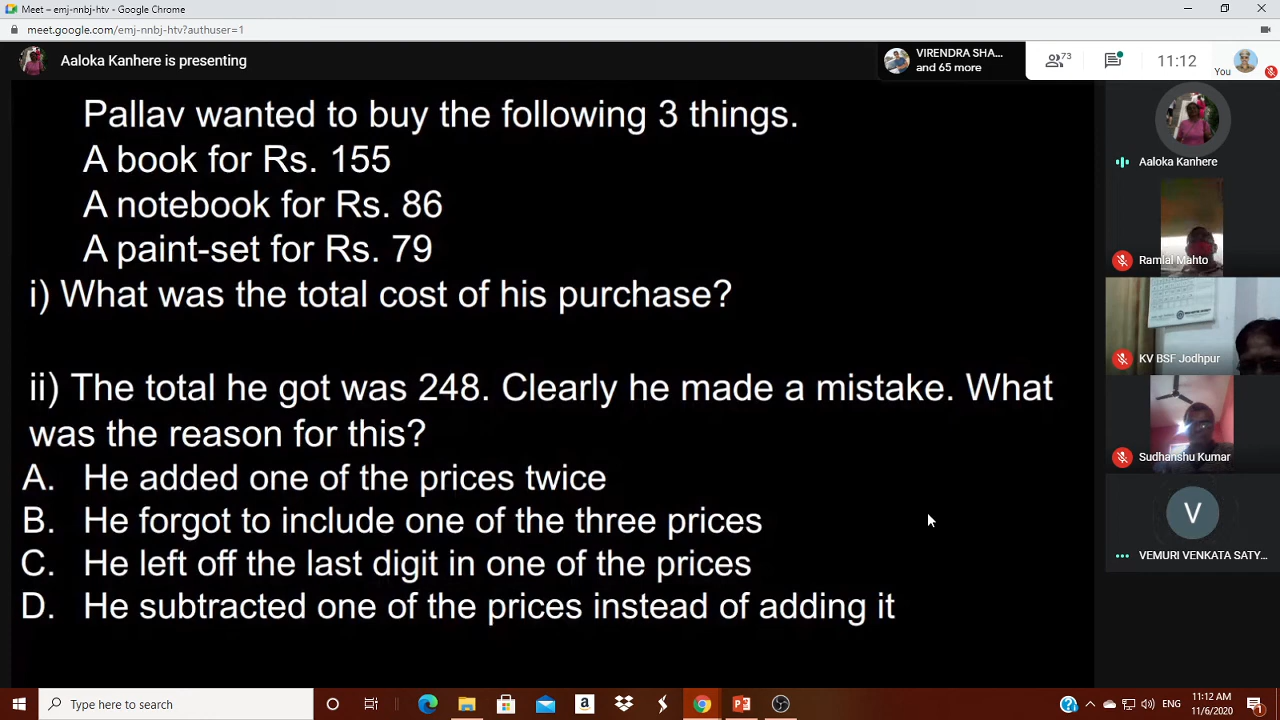 Meet – emj-nnbj-htv - Google Chrome
meet.google.com/emj-nnbj-htv?authuser=1
Aaloka Kanhere is presenting
VIRENDRA SHA...
and 65 more
73
11:12
You
Pallav wanted to buy the following 3 things.
A book for Rs. 155
A notebook for Rs. 86
A paint-set for Rs. 79
i) What was the total cost of his purchase?
ii) The total he got was 248. Clearly he made a mistake. What
was the reason for this?
A. He added one of the prices twice
B. He forgot to include one of the three prices
C. He left off the last digit in one of the prices
D. He subtracted one of the prices instead of adding it
Aaloka Kanhere
Ramlal Mahto
KV BSF Jodhpur
Sudhanshu Kumar
V
VEMURI VENKATA SATY...
Type here to search
ENG
11:12 AM
11/6/2020